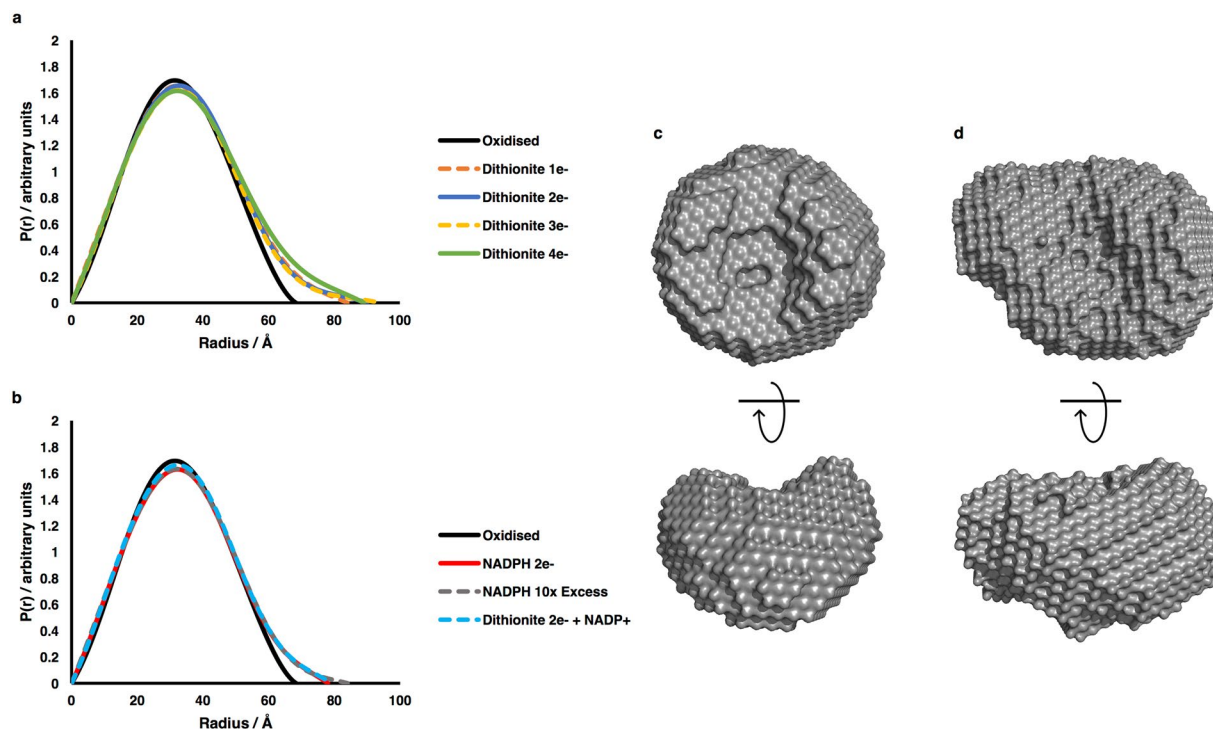 a
2
1.8
1.6
1.4
1.2
1
0.8
0.6
0.4
0.2
0
P(r) / arbitrary units
0 20 40 60 80 100
Radius / Å
Oxidised
Dithionite 1e-
Dithionite 2e-
Dithionite 3e-
Dithionite 4e-
b
2
1.8
1.6
1.4
1.2
1
0.8
0.6
0.4
0.2
0
P(r) / arbitrary units
0 20 40 60 80 100
Radius / Å
Oxidised
NADPH 2e-
NADPH 10x Excess
Dithionite 2e- + NADP+
c
d